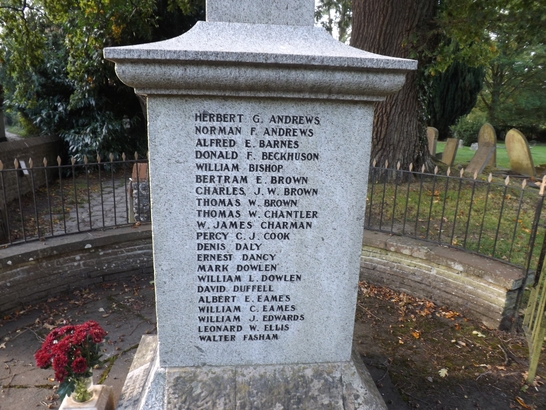 HERBERT G. ANDREWS
NORMAN F. ANDREWS
ALFRED E. BARNES
DONALD F. BECKHUSON
WILLIAM BISHOP
BERTRAM E. BROWN
CHARLES. J. W. BROWN
THOMAS W. BROWN
THOMAS W. CHANTLER
W. JAMES CHARMAN
PERCY C. J. COOK
DENIS DALY
ERNEST DANCY
MARK DOWLEN
WILLIAM L. DOWLEN
DAVID DUFFELL
ALBERT E. EAMES
WILLIAM C. EAMES
WILLIAM J. EDWARDS
LEONARD W. ELLIS
WALTER FASHAM